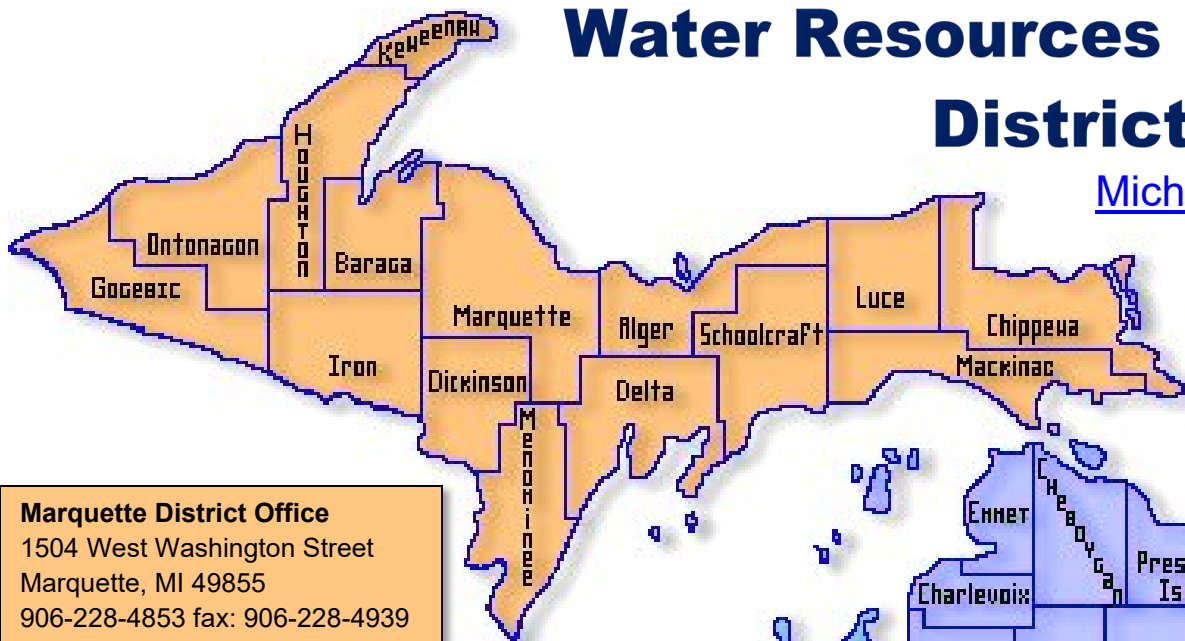 Water Resources
District
Mich
Keweenaw
Houghton
Ontonagon
Baraga
Gogebic
Marquette
Alger
Schoolcraft
Luce
Chippewa
Mackinac
Iron
Dickinson
Delta
Menominee
Emmet
Cheboygan
Pres
Is
Charlevoix
Marquette District Office
1504 West Washington Street
Marquette, MI 49855
906-228-4853 fax: 906-228-4939